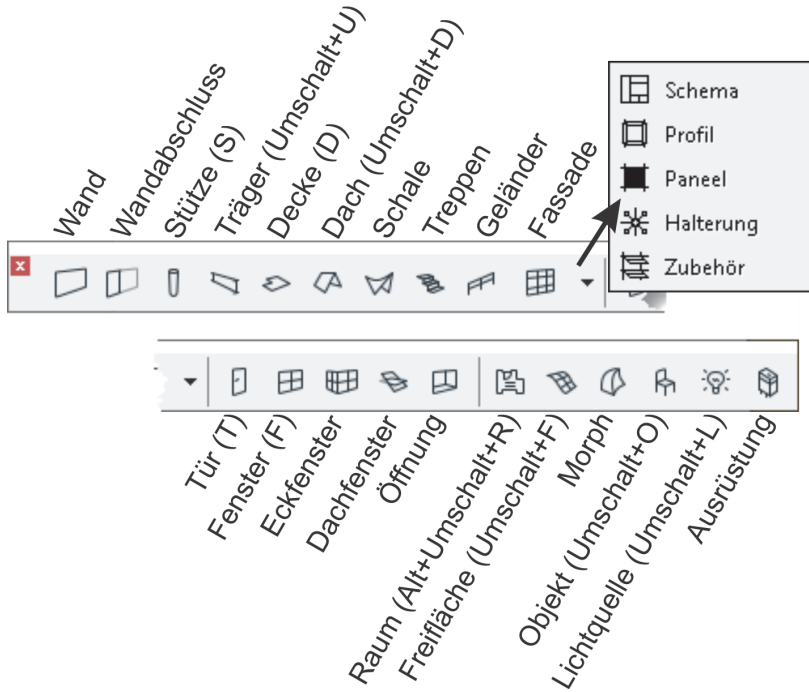 Wand
Wandabschluss
Stütze (S)
Träger (Umschalt+U)
Decke (D)
Dach (Umschalt+D)
Schale
Treppen
Geländer
Fassade
Schema
Profil
Paneel
Halterung
Zubehör
x
Tür (T)
Fenster (F)
Eckfenster
Dachfenster
Öffnung
Raum (Alt+Umschalt+R)
Freifläche (Umschalt+F)
Morph
Objekt (Umschalt+O)
Lichtquelle (Umschalt+L)
Ausrüstung